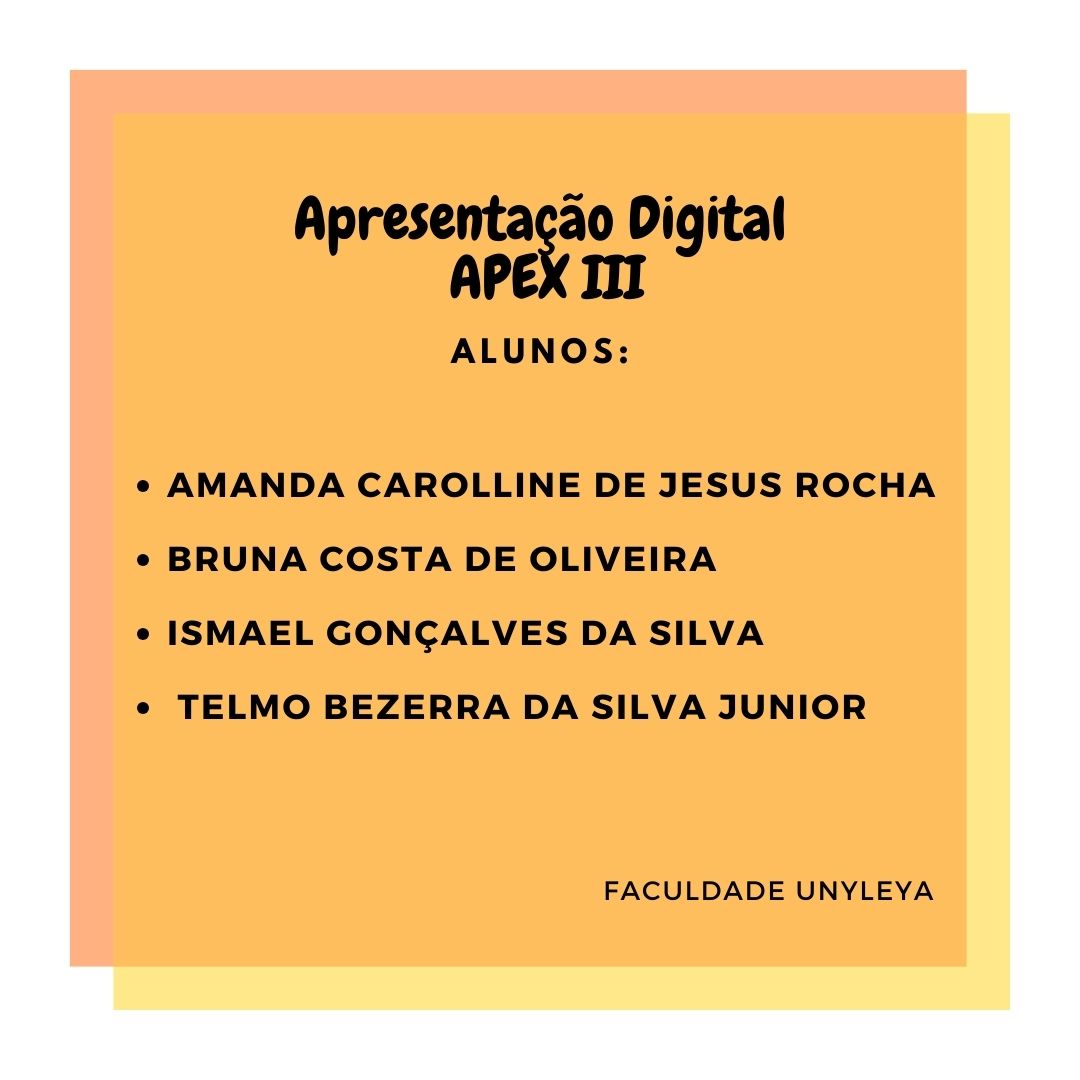 Apresentação Digital
APEX III
ALUNOS:
• AMANDA CAROLLINE DE JESUS ROCHA
• BRUNA COSTA DE OLIVEIRA
• ISMAEL GONÇALVES DA SILVA
• TELMO BEZERRA DA SILVA JUNIOR
FACULDADE UNYLEYA